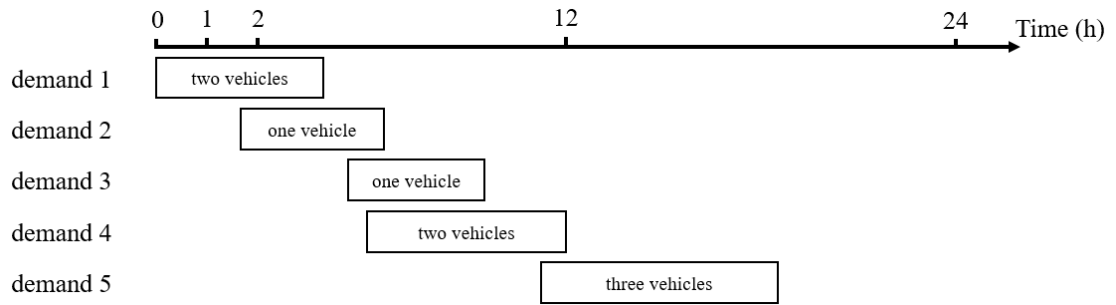 0 1 2 12 24 Time (h)
demand 1 two vehicles
demand 2 one vehicle
demand 3 one vehicle
demand 4 two vehicles
demand 5 three vehicles